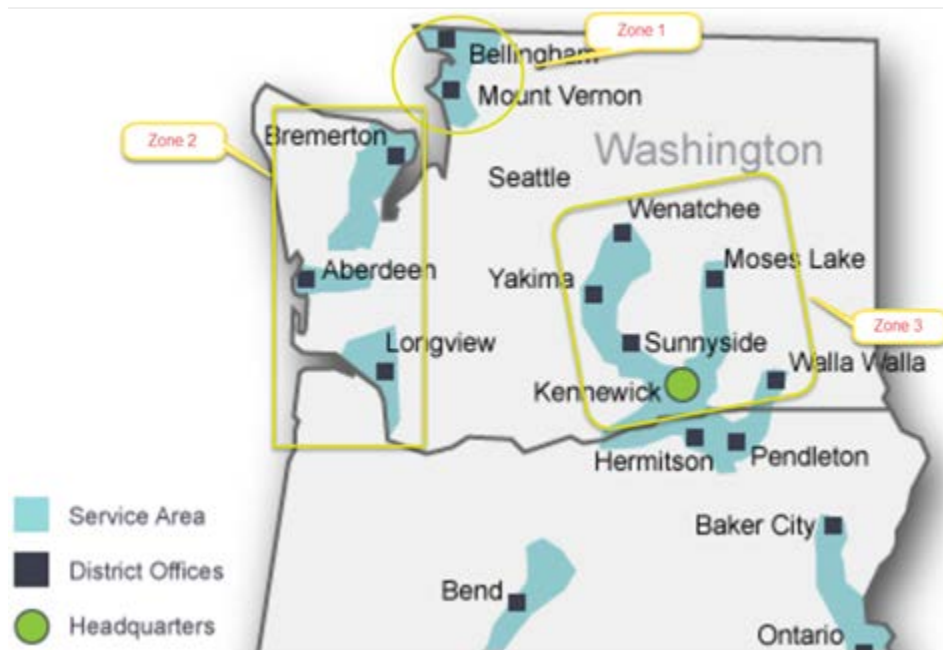 Zone 1
Bellingham
Mount Vernon
Zone 2
Bremerton
Washington
Seattle
Wenatchee
Aberdeen
Yakima
Moses Lake
Zone 3
Longview
Sunnyside
Walla Walla
Kennewick
Hermitson
Pendleton
Service Area
Baker City
District Offices
Bend
Headquarters
Ontario